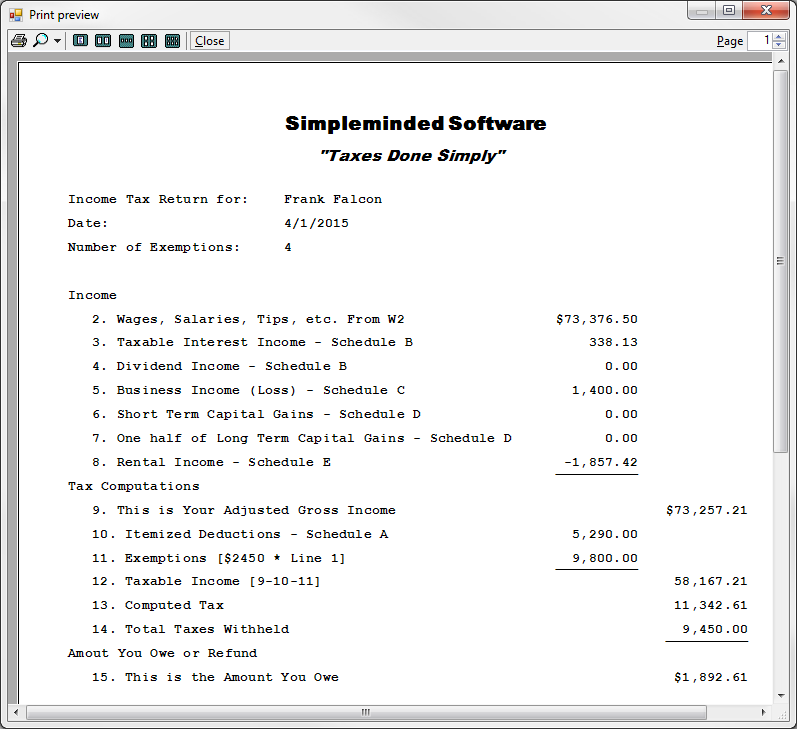 Print preview
Close Page 1
Simpleminded Software
"Taxes Done Simply"
Income Tax Return for: Frank Falcon
Date: 4/1/2015
Number of Exemptions: 4
Income
2. Wages, Salaries, Tips, etc. From W2 $73,376.50
3. Taxable Interest Income - Schedule B 338.13
4. Dividend Income - Schedule B 0.00
5. Business Income (Loss) - Schedule C 1,400.00
6. Short Term Capital Gains - Schedule D 0.00
7. One half of Long Term Capital Gains - Schedule D 0.00
8. Rental Income - Schedule E -1,857.42
Tax Computations
9. This is Your Adjusted Gross Income $73,257.21
10. Itemized Deductions - Schedule A 5,290.00
11. Exemptions [$2450 * Line 1] 9,800.00
12. Taxable Income [9-10-11] 58,167.21
13. Computed Tax 11,342.61
14. Total Taxes Withheld 9,450.00
Amout You Owe or Refund
15. This is the Amount You Owe $1,892.61